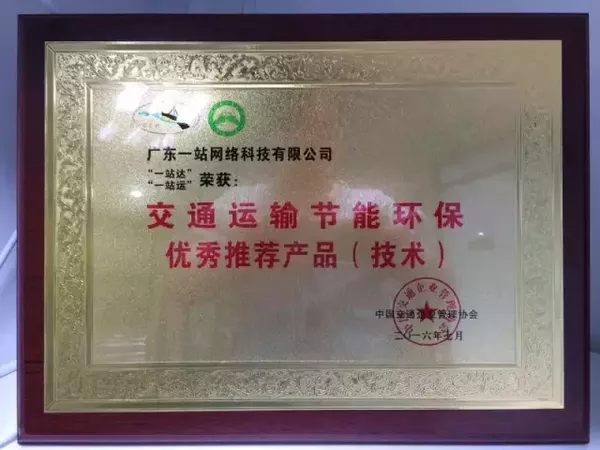 广东一站网络科技有限公司
“一站达”
“一站运”
荣获：
交通运输节能环保
优秀推荐产品（技术）
中国交通企业管理协会
二〇一六年七月